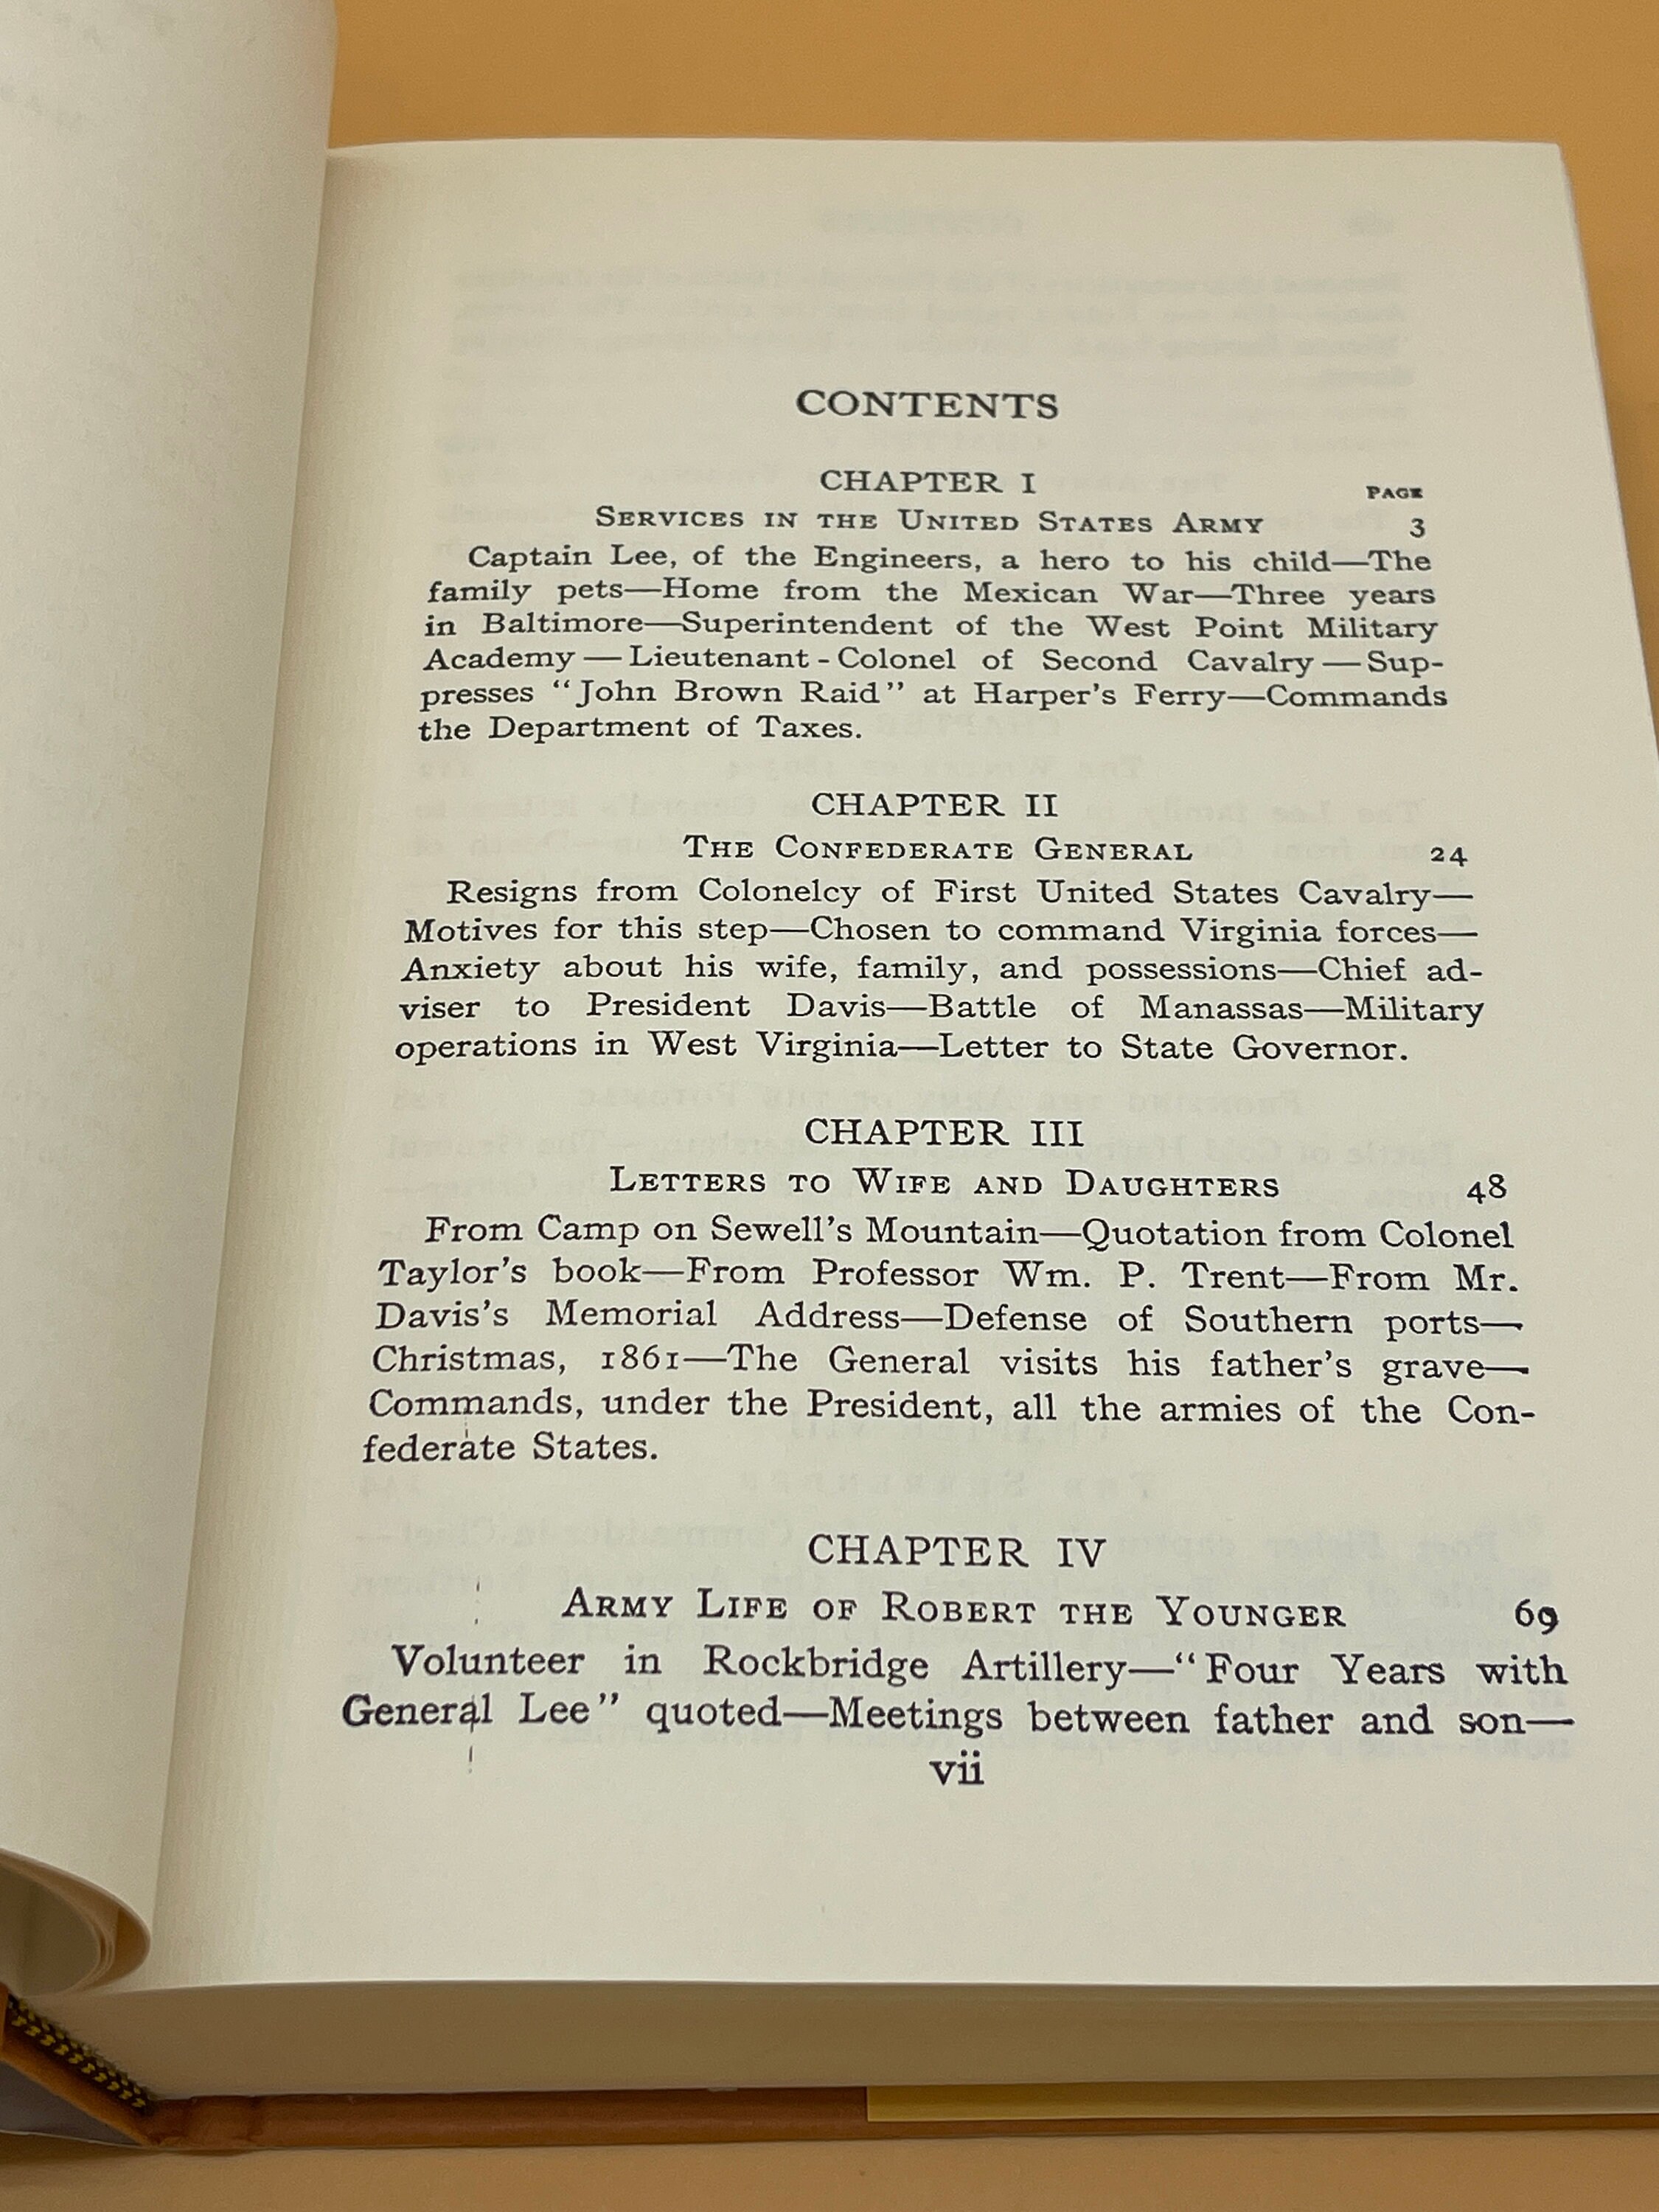 CONTENTS
CHAPTER I
PAGE
SERVICES IN THE UNITED STATES ARMY 3
Captain Lee, of the Engineers, a hero to his child—The
family pets—Home from the Mexican War—Three years
in Baltimore—Superintendent of the West Point Military
Academy — Lieutenant - Colonel of Second Cavalry — Sup-
presses “John Brown Raid” at Harper's Ferry—Commands
the Department of Taxes.
CHAPTER II
THE CONFEDERATE GENERAL 24
Resigns from Colonelcy of First United States Cavalry—
Motives for this step—Chosen to command Virginia forces—
Anxiety about his wife, family, and possessions—Chief ad-
viser to President Davis—Battle of Manassas—Military
operations in West Virginia—Letter to State Governor.
CHAPTER III
LETTERS TO WIFE AND DAUGHTERS 48
From Camp on Sewell's Mountain—Quotation from Colonel
Taylor's book—From Professor Wm. P. Trent—From Mr.
Davis's Memorial Address—Defense of Southern ports—
Christmas, 1861—The General visits his father's grave—
Commands, under the President, all the armies of the Con-
federate States.
CHAPTER IV
ARMY LIFE OF ROBERT THE YOUNGER 69
Volunteer in Rockbridge Artillery—“Four Years with
General Lee” quoted—Meetings between father and son—
vii